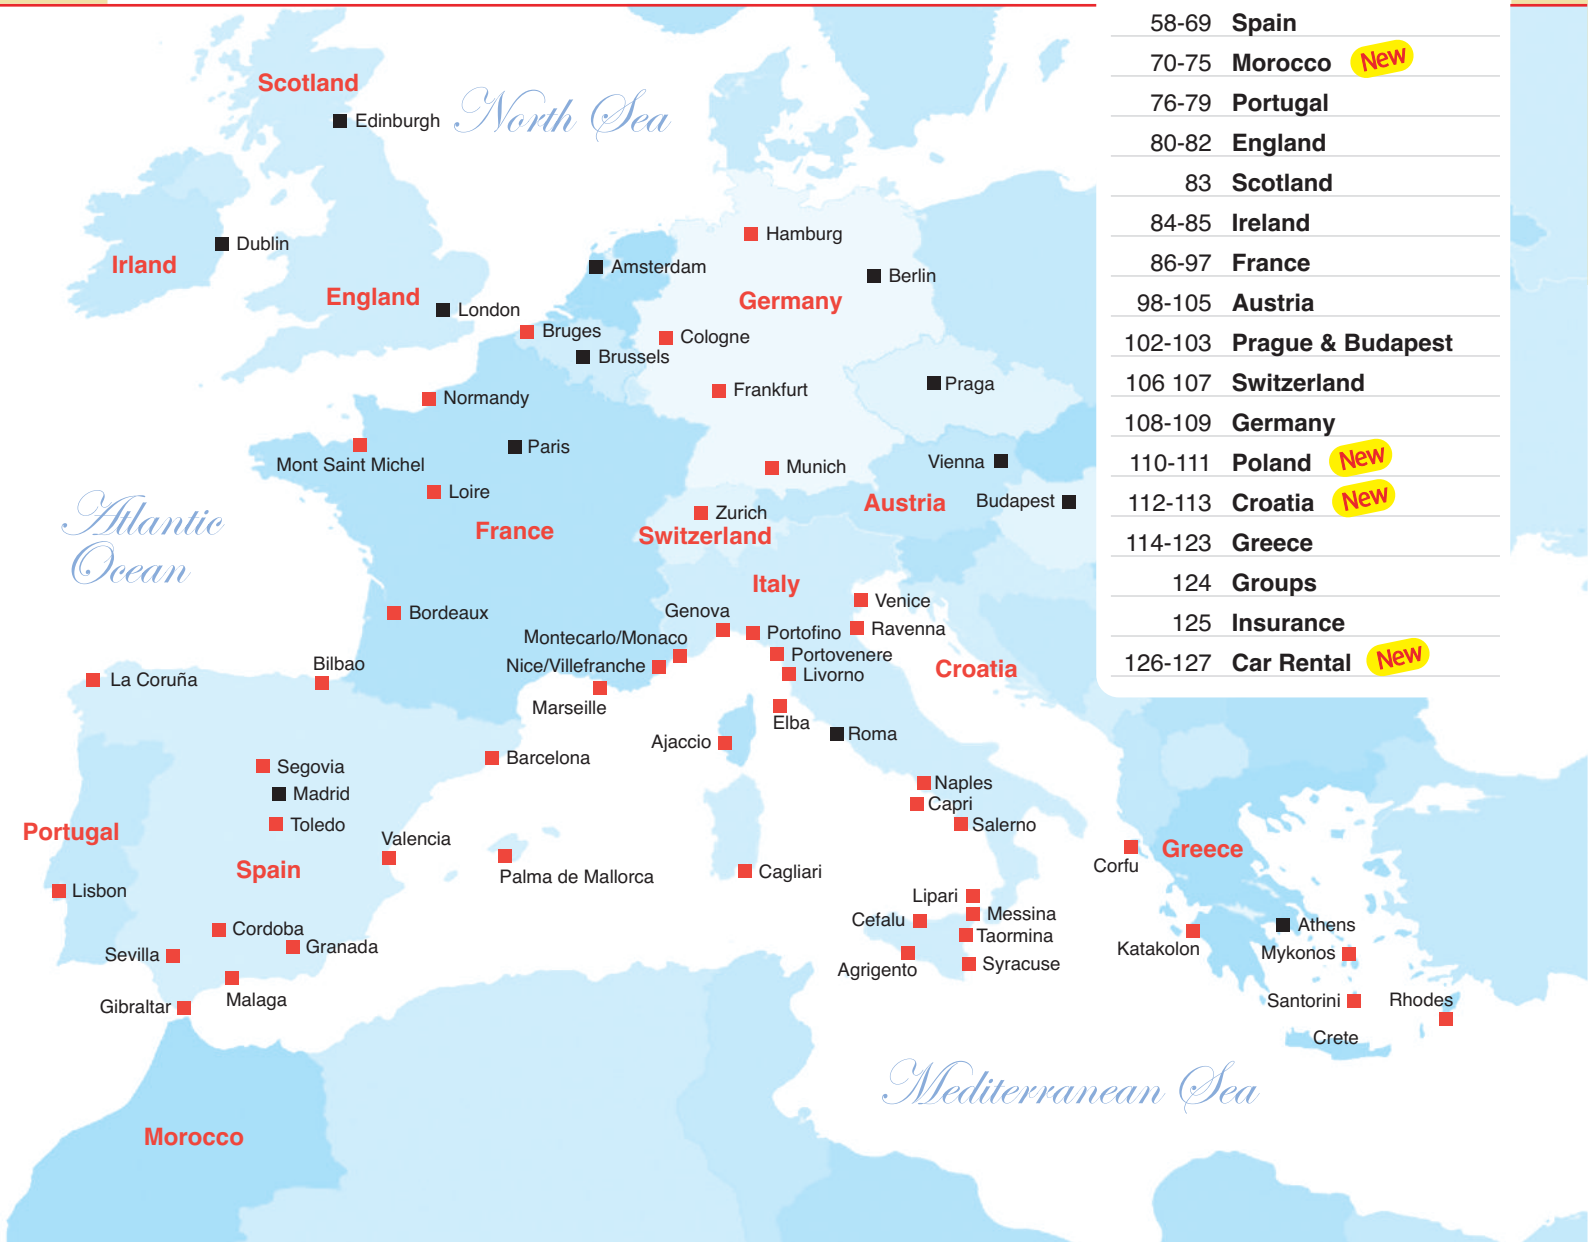 58-69 Spain
70-75 Morocco New
76-79 Portugal
80-82 England
83 Scotland
84-85 Ireland
86-97 France
98-105 Austria
102-103 Prague & Budapest
106 107 Switzerland
108-109 Germany
110-111 Poland New
112-113 Croatia New
114-123 Greece
124 Groups
125 Insurance
126-127 Car Rental New
Scotland
Edinburgh
North Sea
Dublin
Irland
England
London
Amsterdam
Hamburg
Berlin
Germany
Bruges
Brussels
Cologne
Frankfurt
Praga
Normandy
Paris
Mont Saint Michel
Loire
Munich
Vienna
Austria
Budapest
Zurich
Switzerland
France
Atlantic
Ocean
Italy
Bordeaux
Genova
Venice
Ravenna
Portofino
Montecarlo/Monaco
Portovenere
Nice/Villefranche
Livorno
Croatia
Bilbao
La Coruña
Marseille
Elba
Roma
Ajaccio
Barcelona
Segovia
Madrid
Toledo
Naples
Capri
Salerno
Portugal
Valencia
Spain
Palma de Mallorca
Cagliari
Corfu
Greece
Lisbon
Lipari
Messina
Cefalu
Taormina
Agrigento
Syracuse
Cordoba
Granada
Sevilla
Malaga
Gibraltar
Athens
Katakolon
Mykonos
Santorini
Rhodes
Crete
Mediterranean Sea
Morocco